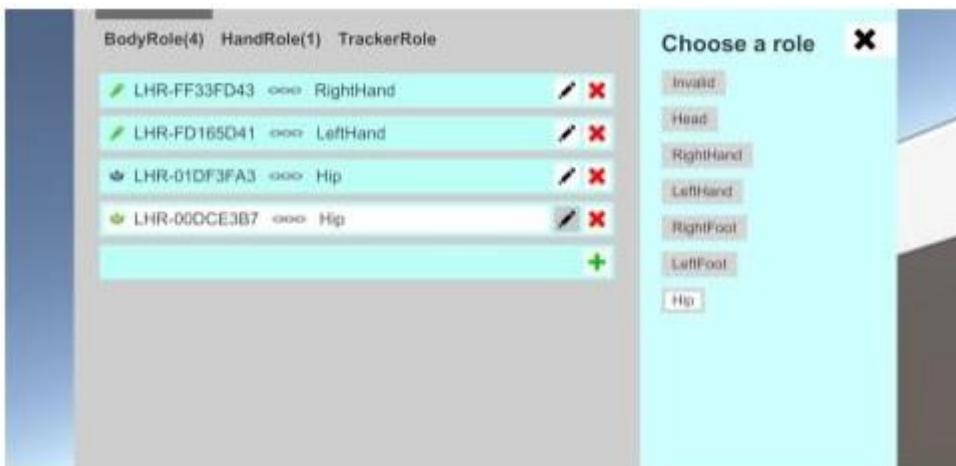 BodyRole(4) HandRole(1) TrackerRole
LHR-FF33FD43 RightHand
LHR-FD165D41 LeftHand
LHR-01DF3FA3 Hip
LHR-00DCE3B7 Hip
Choose a role
Invalid
Head
RightHand
LeftHand
RightFoot
LeftFoot
Hip